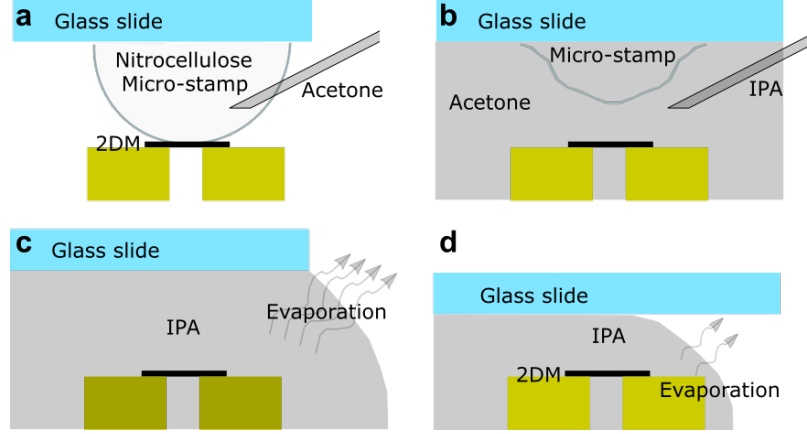 a
Glass slide
Nitrocellulose
Micro-stamp
Acetone
2DM
b
Glass slide
Micro-stamp
Acetone
IPA
c
Glass slide
Evaporation
IPA
d
Glass slide
IPA
2DM
Evaporation